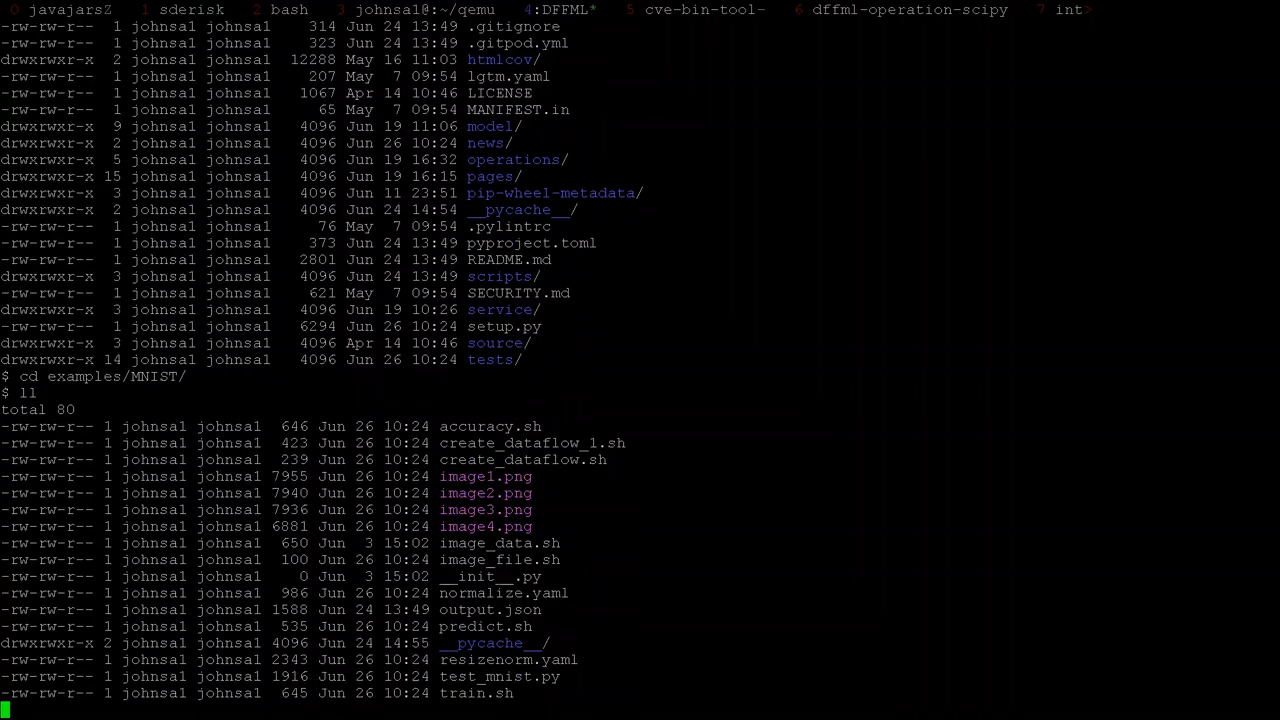 0 javajarsZ 1 sderisk 2 bash 3 johnsa1@:~/qemu 4:DFFML* 5 cve-bin-tool- 6 dffml-operation-scipy 7 int>
-rw-rw-r-- 1 johnsa1 johnsa1 314 Jun 24 13:49 .gitignore
-rw-rw-r-- 1 johnsa1 johnsa1 323 Jun 24 13:49 .gitpod.yml
drwxrwxr-x 2 johnsa1 johnsa1 12288 May 16 11:03 htmlcov/
-rw-rw-r-- 1 johnsa1 johnsa1 207 May 7 09:54 lgtm.yaml
-rw-rw-r-- 1 johnsa1 johnsa1 1067 Apr 14 10:46 LICENSE
-rw-rw-r-- 1 johnsa1 johnsa1 65 May 7 09:54 MANIFEST.in
drwxrwxr-x 9 johnsa1 johnsa1 4096 Jun 19 11:06 model/
drwxrwxr-x 2 johnsa1 johnsa1 4096 Jun 26 10:24 news/
drwxrwxr-x 5 johnsa1 johnsa1 4096 Jun 19 16:32 operations/
drwxrwxr-x 15 johnsa1 johnsa1 4096 Jun 19 16:15 pages/
drwxrwxr-x 3 johnsa1 johnsa1 4096 Jun 11 23:51 pip-wheel-metadata/
drwxrwxr-x 2 johnsa1 johnsa1 4096 Jun 24 14:54 __pycache__/
-rw-rw-r-- 1 johnsa1 johnsa1 76 May 7 09:54 .pylintrc
-rw-rw-r-- 1 johnsa1 johnsa1 373 Jun 24 13:49 pyproject.toml
-rw-rw-r-- 1 johnsa1 johnsa1 2801 Jun 24 13:49 README.md
drwxrwxr-x 3 johnsa1 johnsa1 4096 Jun 24 13:49 scripts/
-rw-rw-r-- 1 johnsa1 johnsa1 621 May 7 09:54 SECURITY.md
drwxrwxr-x 3 johnsa1 johnsa1 4096 Jun 19 10:26 service/
-rw-rw-r-- 1 johnsa1 johnsa1 6294 Jun 26 10:24 setup.py
drwxrwxr-x 3 johnsa1 johnsa1 4096 Apr 14 10:46 source/
drwxrwxr-x 14 johnsa1 johnsa1 4096 Jun 26 10:24 tests/
$ cd examples/MNIST/
$ ll
total 80
-rw-rw-r-- 1 johnsa1 johnsa1 646 Jun 26 10:24 accuracy.sh
-rw-rw-r-- 1 johnsa1 johnsa1 423 Jun 26 10:24 create_dataflow_1.sh
-rw-rw-r-- 1 johnsa1 johnsa1 239 Jun 26 10:24 create_dataflow.sh
-rw-rw-r-- 1 johnsa1 johnsa1 7955 Jun 26 10:24 image1.png
-rw-rw-r-- 1 johnsa1 johnsa1 7940 Jun 26 10:24 image2.png
-rw-rw-r-- 1 johnsa1 johnsa1 7936 Jun 26 10:24 image3.png
-rw-rw-r-- 1 johnsa1 johnsa1 6881 Jun 26 10:24 image4.png
-rw-rw-r-- 1 johnsa1 johnsa1 650 Jun 3 15:02 image_data.sh
-rw-rw-r-- 1 johnsa1 johnsa1 100 Jun 26 10:24 image_file.sh
-rw-rw-r-- 1 johnsa1 johnsa1 0 Jun 3 15:02 __init__.py
-rw-rw-r-- 1 johnsa1 johnsa1 986 Jun 26 10:24 normalize.yaml
-rw-rw-r-- 1 johnsa1 johnsa1 1588 Jun 24 13:49 output.json
-rw-rw-r-- 1 johnsa1 johnsa1 535 Jun 26 10:24 predict.sh
drwxrwxr-x 2 johnsa1 johnsa1 4096 Jun 24 14:55 __pycache__/
-rw-rw-r-- 1 johnsa1 johnsa1 2343 Jun 26 10:24 resizenorm.yaml
-rw-rw-r-- 1 johnsa1 johnsa1 1916 Jun 26 10:24 test_mnist.py
-rw-rw-r-- 1 johnsa1 johnsa1 645 Jun 26 10:24 train.sh